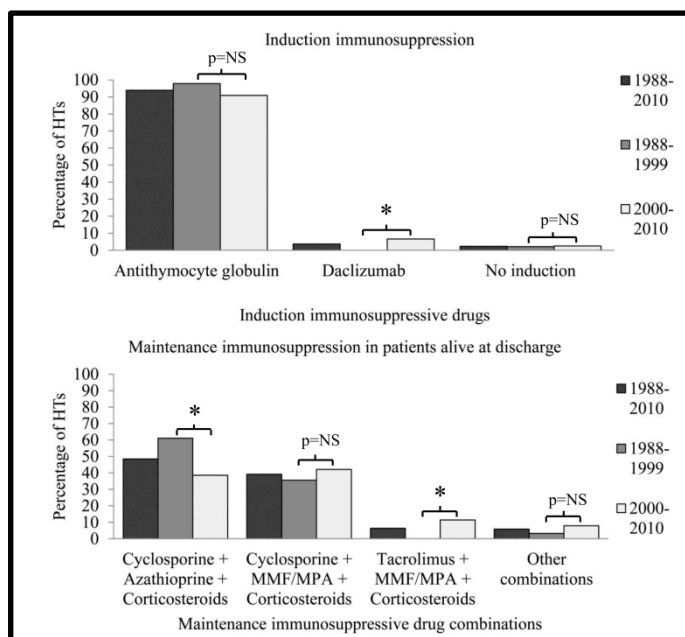 Induction immunosuppression
p=NS
100
90
80
70
60
50
40
30
20
10
0
Percentage of HTs
*
p=NS
1988-
2010
1988-
1999
2000-
2010
Antithymocyte globulin
Daclizumab
No induction
Induction immunosuppressive drugs
Maintenance immunosuppression in patients alive at discharge
100
90
80
70
60
50
40
30
20
10
0
Percentage of HTs
*
p=NS
*
p=NS
1988-
2010
1988-
1999
2000-
2010
Cyclosporine +
Azathioprine +
Corticosteroids
Cyclosporine +
MMF/MPA +
Corticosteroids
Tacrolimus +
MMF/MPA +
Corticosteroids
Other
combinations
Maintenance immunosuppressive drug combinations